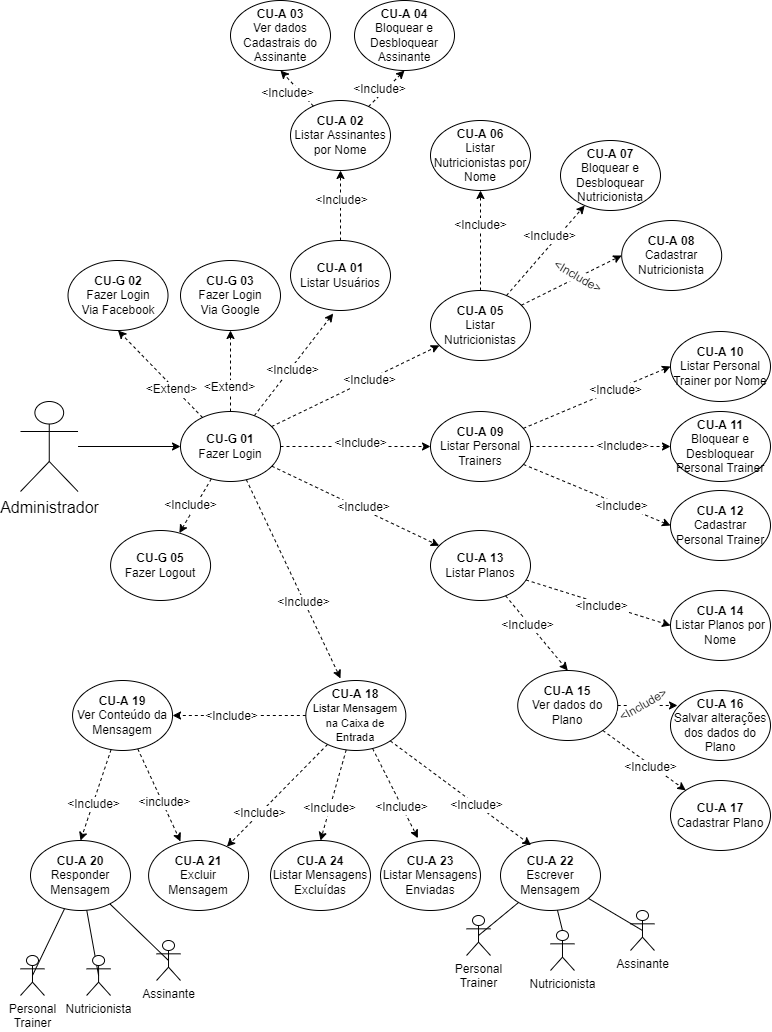 CU-A 03
Ver dados
Cadastrais do
Assinante
CU-A 04
Bloquear e
Desbloquear
Assinante
<Include>
<Include>
CU-A 02
Listar Assinantes
por Nome
CU-A 06
Listar
Nutricionistas por
Nome
CU-A 07
Bloquear e
Desbloquear
Nutricionista
<Include>
<Include>
<Include>
CU-A 08
Cadastrar
Nutricionista
<Include>
CU-G 02
Fazer Login
Via Facebook
CU-G 03
Fazer Login
Via Google
CU-A 01
Listar Usuários
CU-A 05
Listar
Nutricionistas
<Extend>
<Extend>
<Include>
<Include>
CU-A 10
Listar Personal
Trainer por Nome
<Include>
CU-G 01
Fazer Login
<Include>
CU-A 09
Listar Personal
Trainers
<Include>
CU-A 11
Bloquear e
Desbloquear
Personal Trainer
Administrador
<Include>
<Include>
<Include>
CU-A 12
Cadastrar
Personal Trainer
CU-G 05
Fazer Logout
CU-A 13
Listar Planos
<Include>
<Include>
<Include>
CU-A 14
Listar Planos por
Nome
CU-A 19
Ver Conteúdo da
Mensagem
<Include>
CU-A 18
Listar Mensagem
na Caixa de
Entrada
CU-A 15
Ver dados do
Plano
<Include>
CU-A 16
Salvar alterações
dos dados do
Plano
<Include>
CU-A 17
Cadastrar Plano
<Include>
<include>
<Include>
<Include>
<Include>
<Include>
CU-A 20
Responder
Mensagem
CU-A 21
Excluir
Mensagem
CU-A 24
Listar Mensagens
Excluídas
CU-A 23
Listar Mensagens
Enviadas
CU-A 22
Escrever
Mensagem
Personal
Trainer
Nutricionista
Assinante
Personal
Trainer
Nutricionista
Assinante